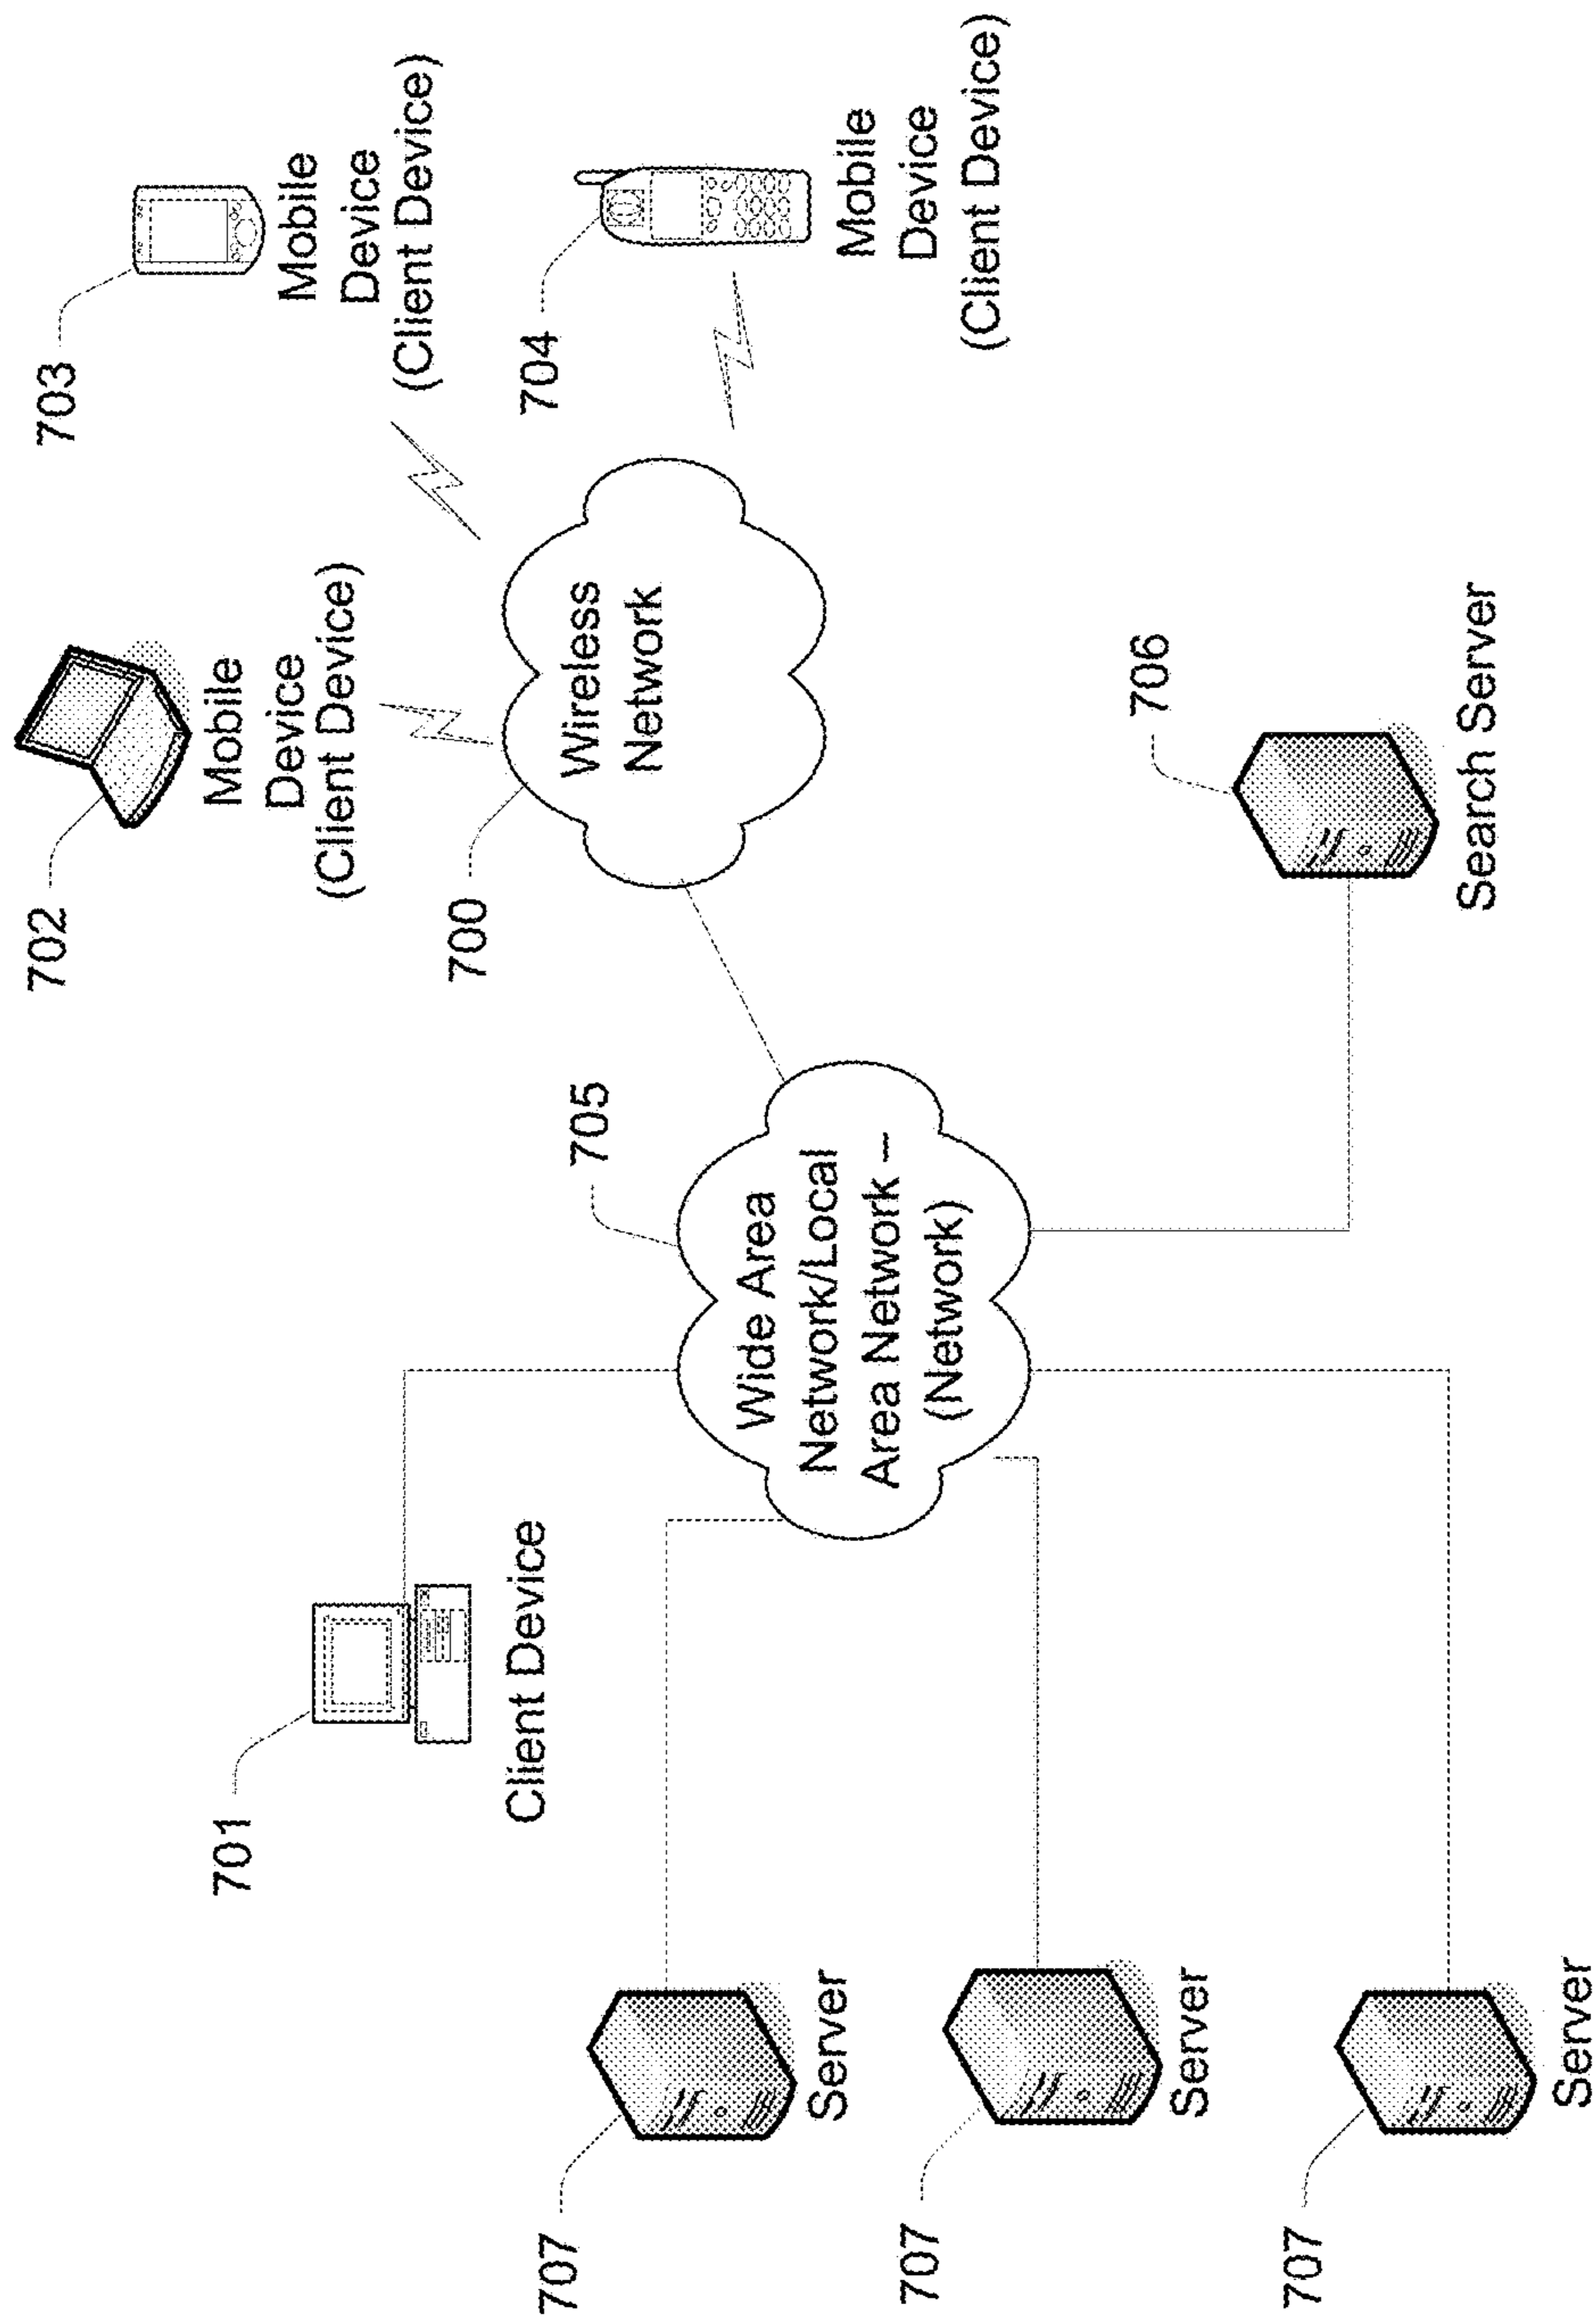 702
Mobile
Device
(Client Device)
703
Mobile
Device
(Client Device)
701
Client Device
700
Wireless
Network
704
Mobile
Device
(Client Device)
705
Wide Area
Network/Local
Area Network –
(Network)
707
Server
707
Server
707
Server
706
Search Server